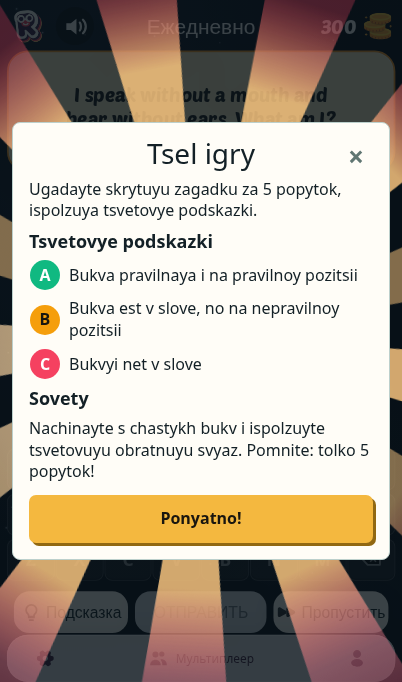 Ежедневно
300
I speak without a mouth and
hear without ears. What am I?
Tsel igry
×
Ugadayte skrytuyu zagadku za 5 popytok,
ispolzuya tsvetovye podskazki.
Tsvetovye podskazki
A Bukva pravilnaya i na pravilnoy pozitsii
B Bukva est v slove, no na nepravilnoy
pozitsii
C Bukvyi net v slove
Sovety
Nachinayte s chastykh bukv i ispolzuyte
tsvetovuyu obratnuyu svyaz. Pomnite: tolko 5
popytok!
Ponyatno!
Подсказка ОТПРАВИТЬ Пропустить
Мультиплеер